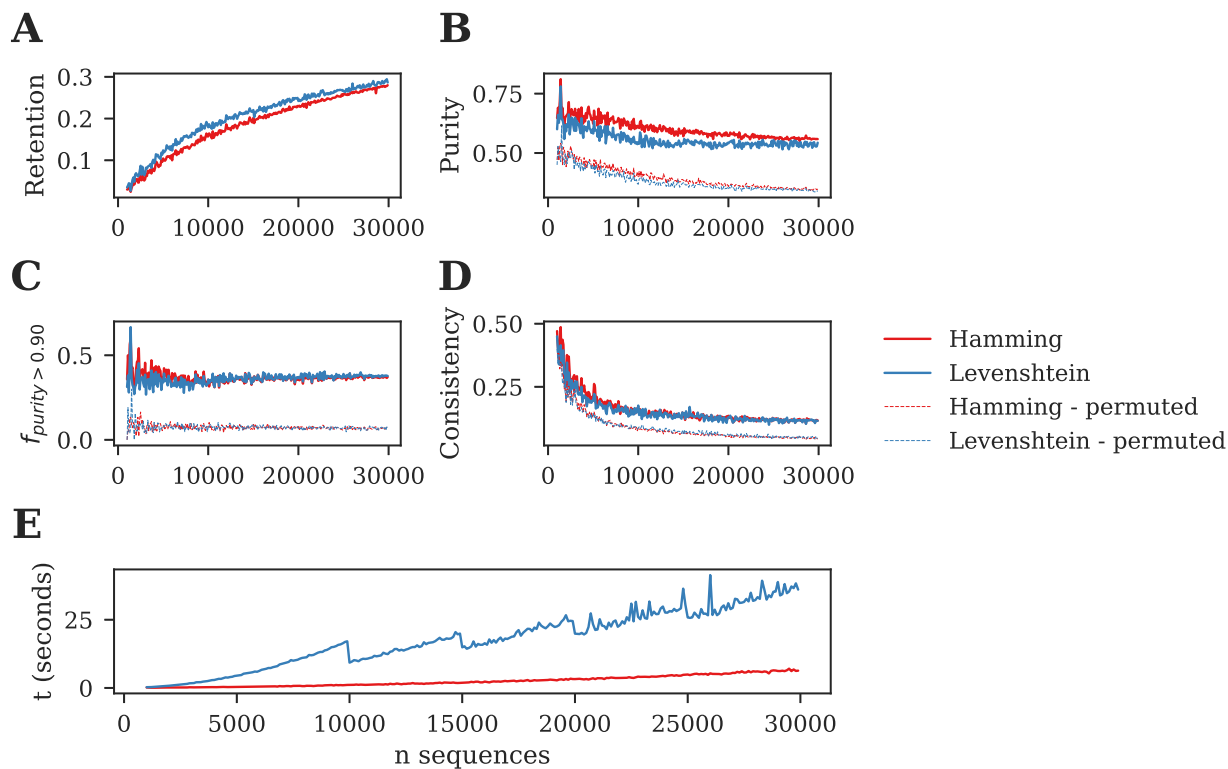 A
B
Retention
0.3
0.2
0.1
0
10000
20000
30000
Purity
0.75
0.50
0
10000
20000
30000
C
D
f_purity > 0.90
0.5
0.0
0
10000
20000
30000
Consistency
0.50
0.25
0
10000
20000
30000
Hamming
Levenshtein
Hamming - permuted
Levenshtein - permuted
E
t (seconds)
25
0
0
5000
10000
15000
20000
25000
30000
n sequences